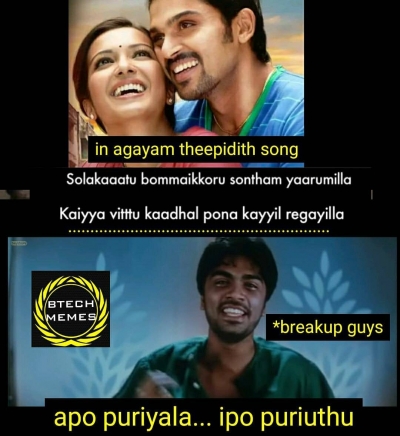 in agayam theepidith song
Solakaaatu bommaikkoru sontham yaarumilla
Kaiyya vitttu kaadhal pona kayyil regayilla
BTECH
MEMES
*breakup guys
apo puriyala... ipo puriuthu